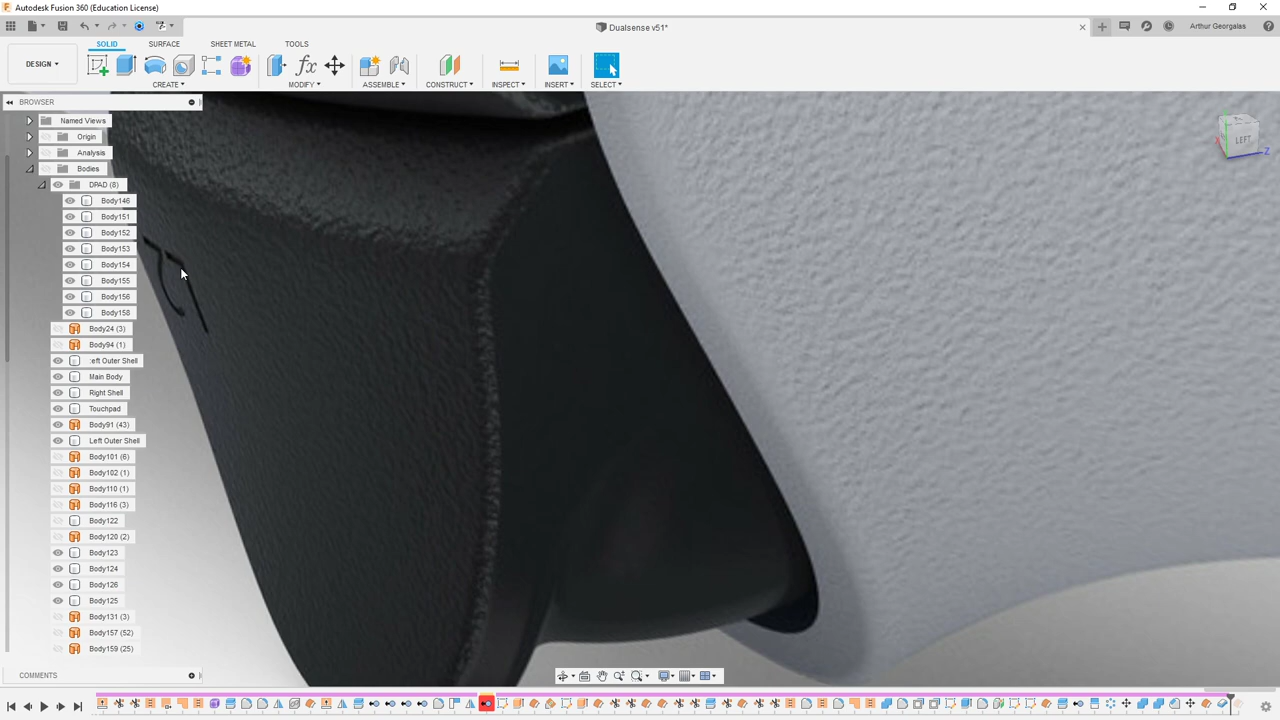 Autodesk Fusion 360 (Education License)
Dualsense v51*
Arthur Georgalas
DESIGN
SOLID
SURFACE
SHEET METAL
TOOLS
CREATE
MODIFY
ASSEMBLE
CONSTRUCT
INSPECT
INSERT
SELECT
BROWSER
Named Views
Origin
Analysis
Bodies
DPAD (8)
Body146
Body151
Body152
Body153
Body154
Body155
Body156
Body158
Body24 (3)
Body94 (1)
:eft Outer Shell
Main Body
Right Shell
Touchpad
Body91 (43)
Left Outer Shell
Body101 (6)
Body102 (1)
Body110 (1)
Body116 (3)
Body122
Body120 (2)
Body123
Body124
Body126
Body125
Body131 (3)
Body157 (52)
Body159 (25)
LEFT
X
Z
COMMENTS